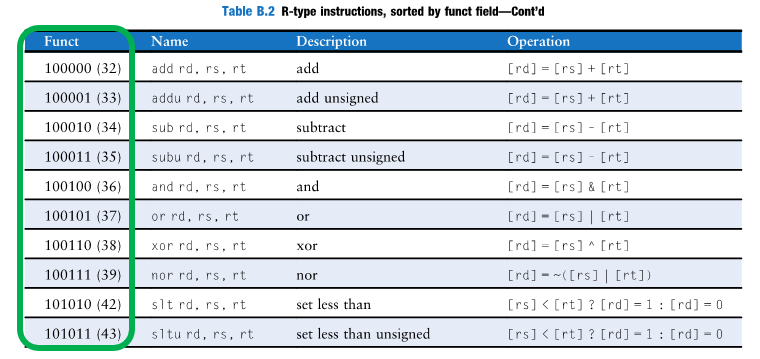 Table B.2 R-type instructions, sorted by funct field—Cont'd
Funct Name Description Operation
100000 (32) add rd, rs, rt add [rd] = [rs] + [rt]
100001 (33) addu rd, rs, rt add unsigned [rd] = [rs] + [rt]
100010 (34) sub rd, rs, rt subtract [rd] = [rs] - [rt]
100011 (35) subu rd, rs, rt subtract unsigned [rd] = [rs] - [rt]
100100 (36) and rd, rs, rt and [rd] = [rs] & [rt]
100101 (37) or rd, rs, rt or [rd] = [rs] | [rt]
100110 (38) xor rd, rs, rt xor [rd] = [rs] ^ [rt]
100111 (39) nor rd, rs, rt nor [rd] = ~([rs] | [rt])
101010 (42) slt rd, rs, rt set less than [rs] < [rt] ? [rd] = 1 : [rd] = 0
101011 (43) sltu rd, rs, rt set less than unsigned [rs] < [rt] ? [rd] = 1 : [rd] = 0